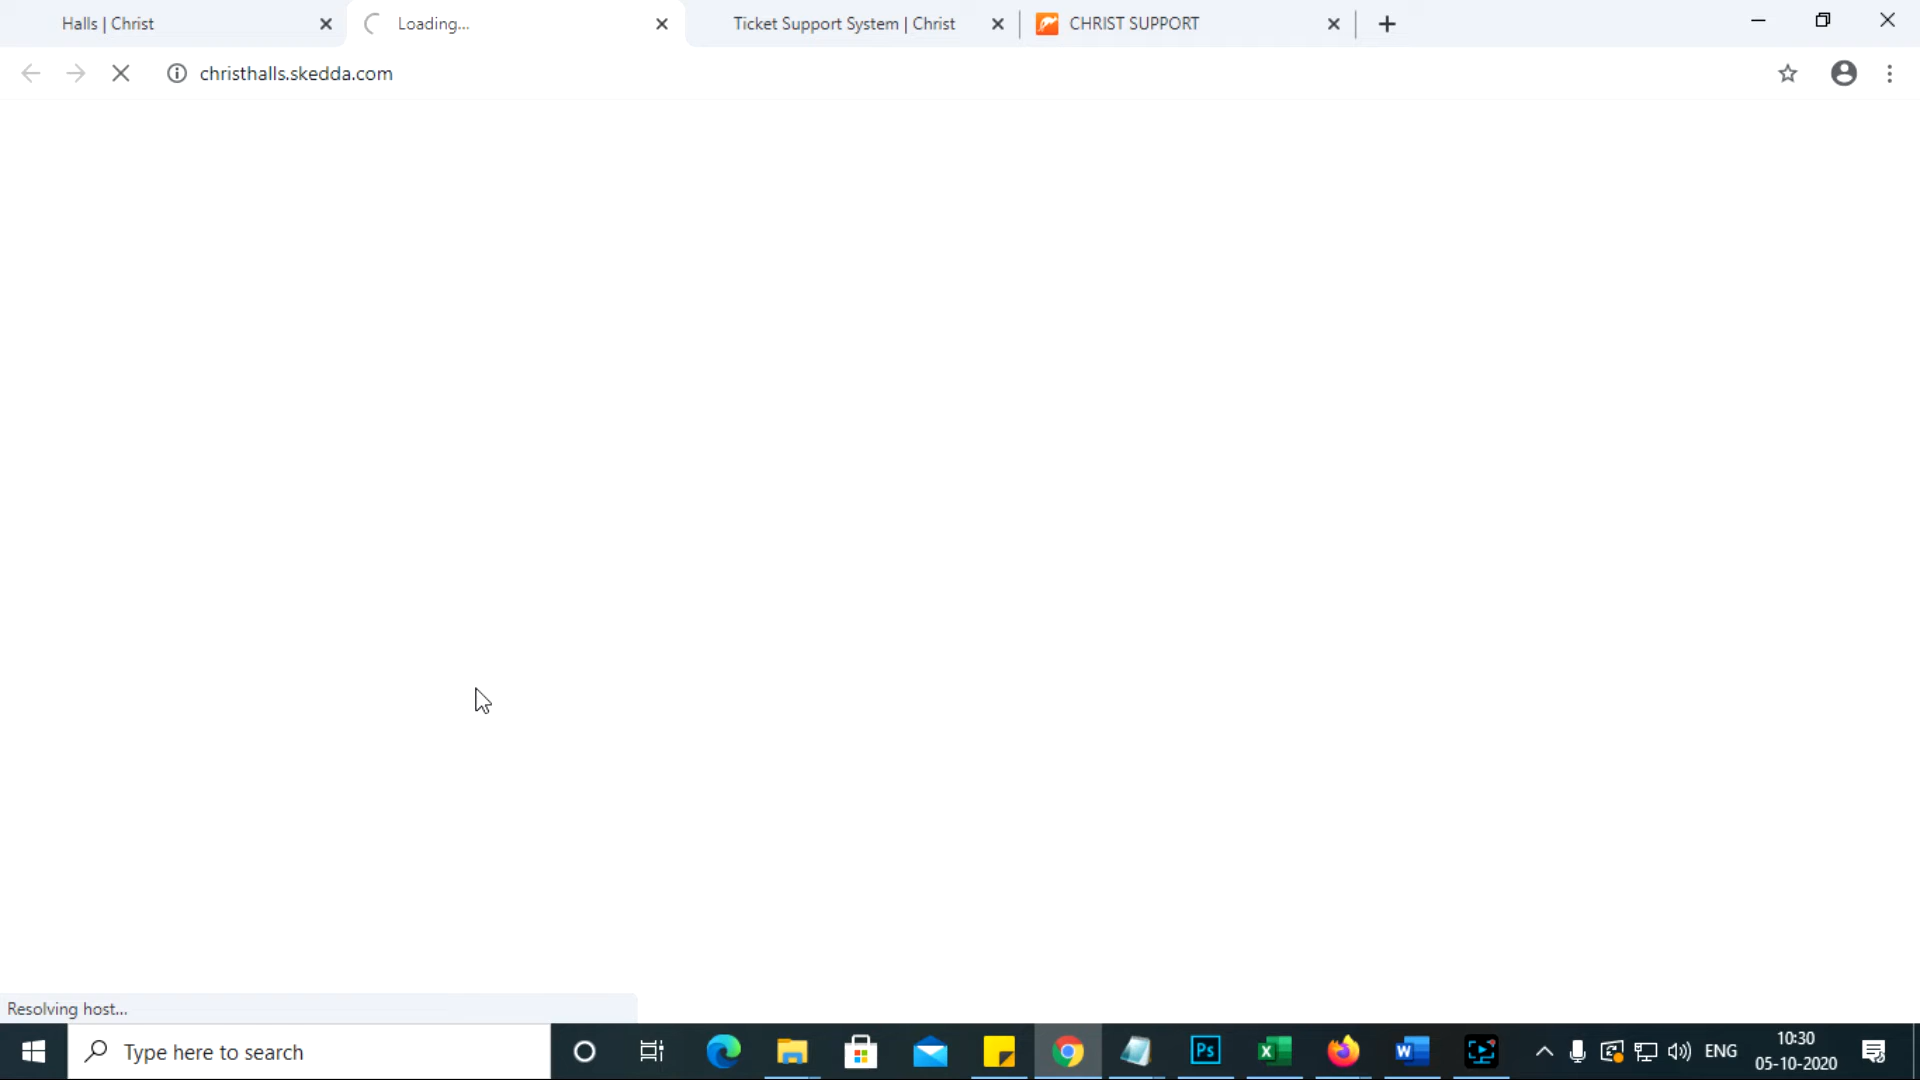 Halls | Christ
Loading...
Ticket Support System | Christ
CHRIST SUPPORT
christhalls.skedda.com
Resolving host...
Type here to search
Ps
ENG
10:30
05-10-2020